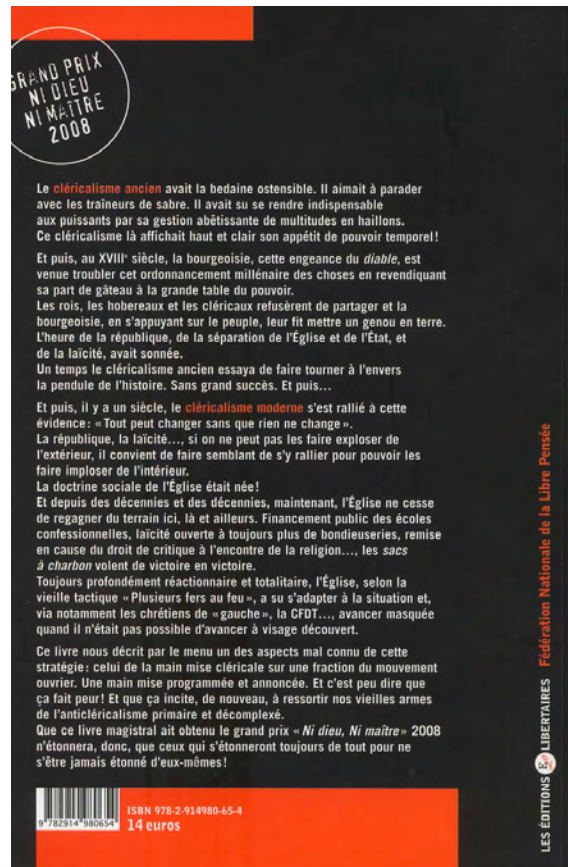 GRAND PRIX
NI DIEU
NI MAÎTRE
2008
Le cléricalisme ancien avait la bedaine ostensible. Il aimait à parader
avec les traîneurs de sabre. Il avait su se rendre indispensable
aux puissants par sa gestion abêtissante de multitudes en haillons.
Ce cléricalisme là affichait haut et clair son appétit de pouvoir temporel!
Et puis, au XVIIIe siècle, la bourgeoisie, cette engeance du diable, est
venue troubler cet ordonnancement millénaire des choses en revendiquant
sa part de gâteau à la grande table du pouvoir.
Les rois, les hobereaux et les cléricaux refusèrent de partager et la
bourgeoisie, en s'appuyant sur le peuple, leur fit mettre un genou en terre.
L'heure de la république, de la séparation de l'Église et de l'État, et
de la laïcité, avait sonnée.
Un temps le cléricalisme ancien essaya de faire tourner à l'envers
la pendule de l'histoire. Sans grand succès. Et puis...
Et puis, il y a un siècle, le cléricalisme moderne s'est rallié à cette
évidence: «Tout peut changer sans que rien ne change».
La république, la laïcité..., si on ne peut pas les faire exploser de
l'extérieur, il convient de faire semblant de s'y rallier pour pouvoir les
faire imploser de l'intérieur.
La doctrine sociale de l'Église était née!
Et depuis des décennies et des décennies, maintenant, l'Église ne cesse
de regagner du terrain ici, là et ailleurs. Financement public des écoles
confessionnelles, laïcité ouverte à toujours plus de bondieuseries, remise
en cause du droit de critique à l'encontre de la religion..., les sacs
à charbon volent de victoire en victoire.
Toujours profondément réactionnaire et totalitaire, l'Église, selon la
vieille tactique «Plusieurs fers au feu», a su s'adapter à la situation et,
via notamment les chrétiens de «gauche», la CFDT..., avancer masquée
quand il n'était pas possible d'avancer à visage découvert.
Ce livre nous décrit par le menu un des aspects mal connu de cette
stratégie: celui de la main mise cléricale sur une fraction du mouvement
ouvrier. Une main mise programmée et annoncée. Et c'est peu dire que
ça fait peur! Et que ça incite, de nouveau, à ressortir nos vieilles armes
de l'anticléricalisme primaire et décomplexé.
Que ce livre magistral ait obtenu le grand prix «Ni dieu, Ni maître» 2008
n'étonnera, donc, que ceux qui s'étonneront toujours de tout pour ne
s'être jamais étonné d'eux-mêmes!
ISBN 978-2-914980-65-4
14 euros
9 782914 980654
LES ÉDITIONS LIBERTAIRES Fédération Nationale de la Libre Pensée